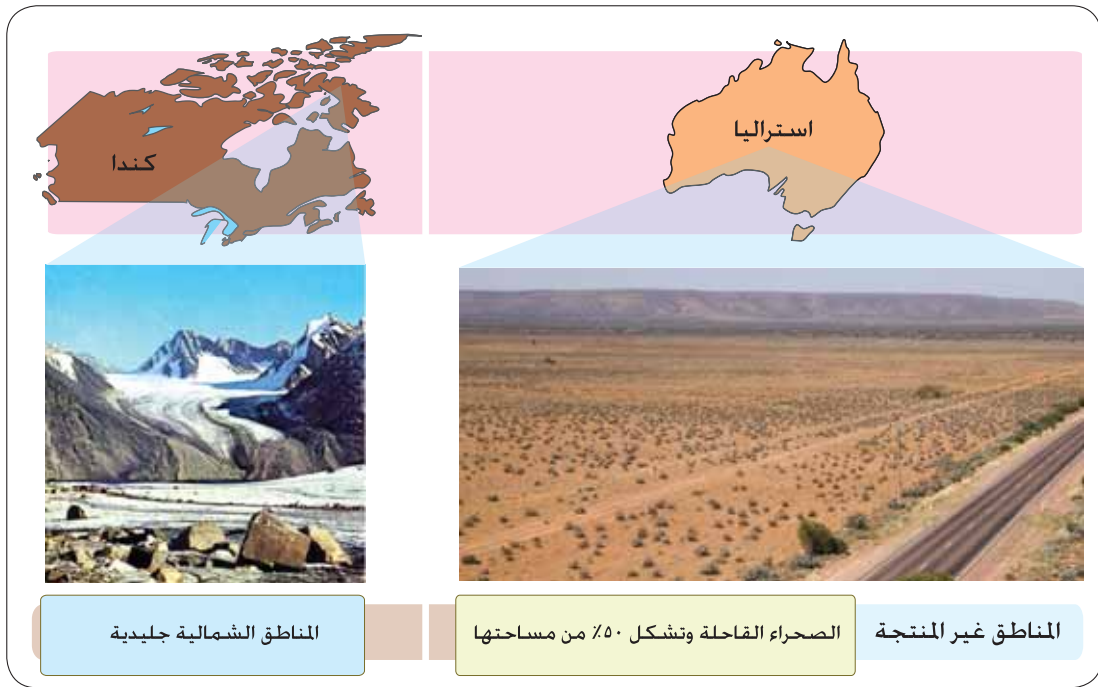 استراليا
كندا
المناطق غير المنتجة
الصحراء القاحلة وتشكل ٥٠٪ من مساحتها
المناطق الشمالية جليدية